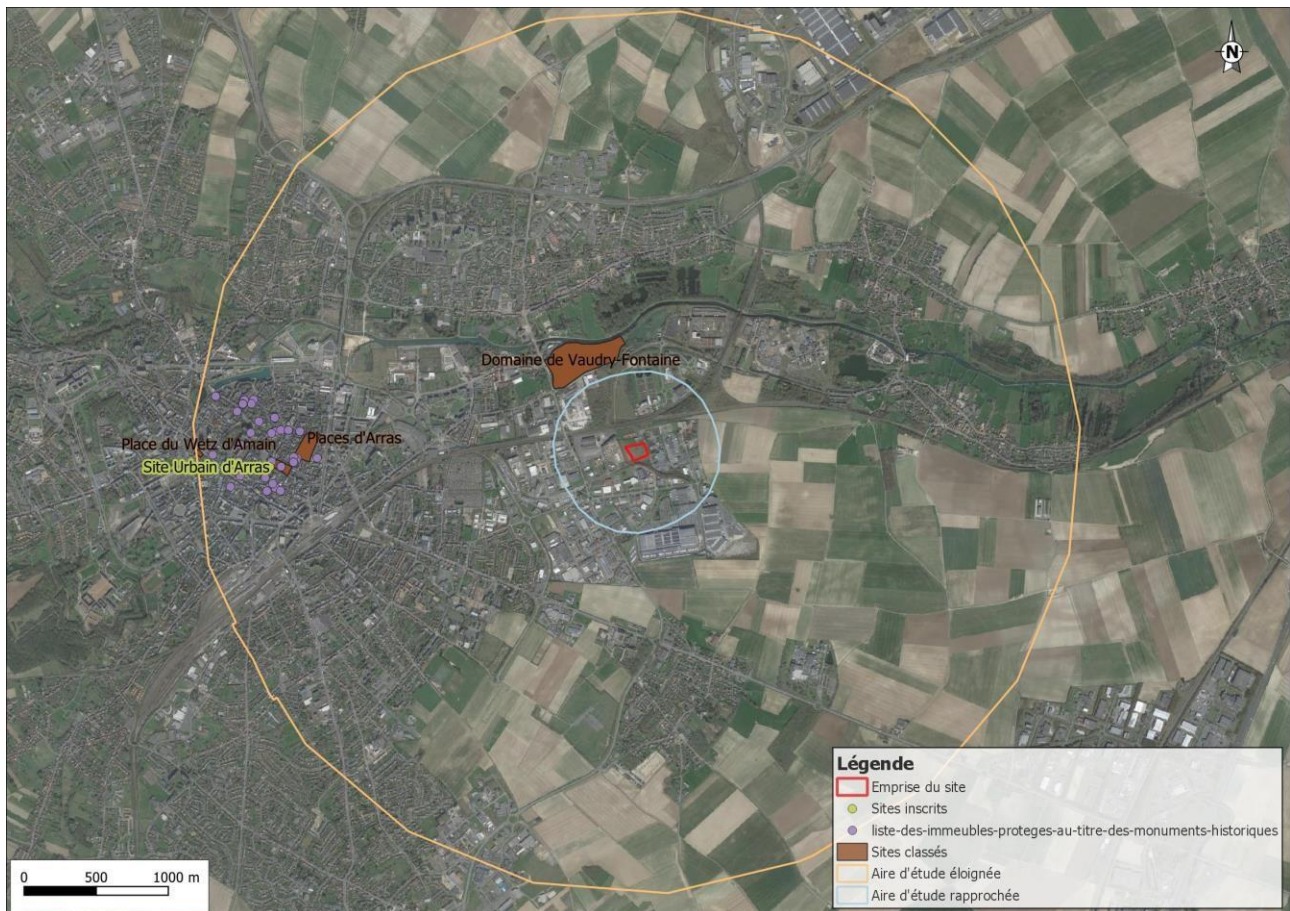 N
Domaine de Vaudry-Fontaine
Places d'Arras
Place du Wetz d'Amain
Site Urbain d'Arras
Légende
Emprise du site
Sites inscrits
liste-des-immeubles-proteges-au-titre-des-monuments-historiques
Sites classés
Aire d'étude éloignée
Aire d'étude rapprochée
0 500 1000 m